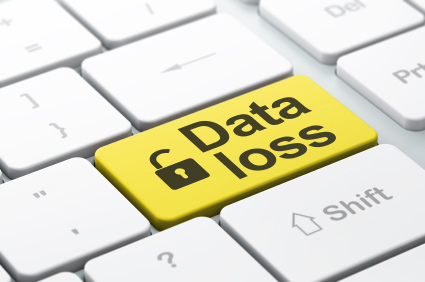 +
=
Del
]
}
Data
loss
"
'
Shift
?